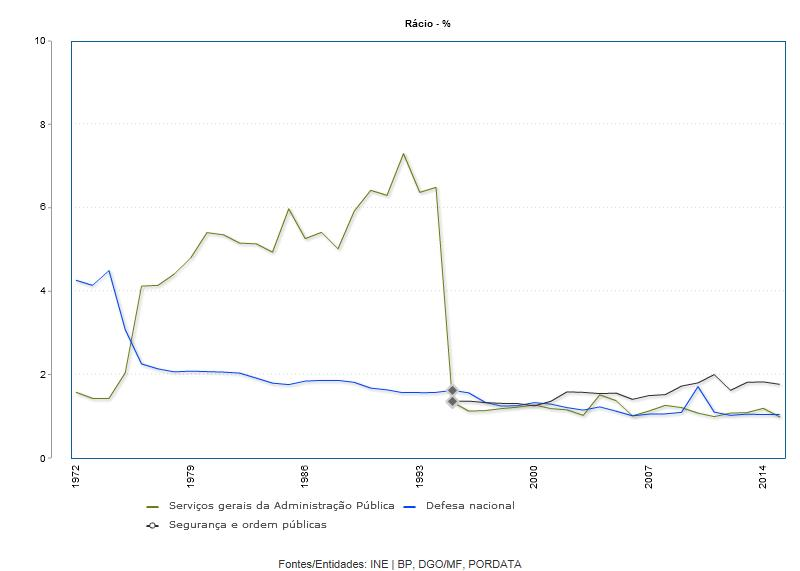 Rácio - %
10
8
6
4
2
0
1972
1979
1986
1993
2000
2007
2014
Serviços gerais da Administração Pública
Defesa nacional
Segurança e ordem públicas
Fontes/Entidades: INE | BP, DGO/MF, PORDATA